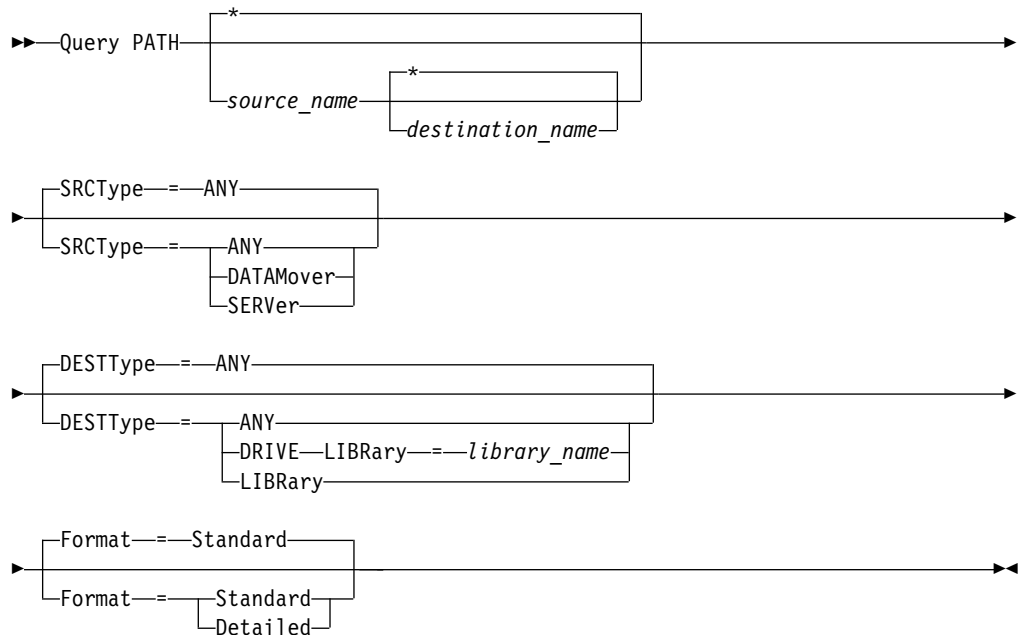 *
Query PATH
*
source_name
destination_name
SRCType = ANY
SRCType = ANY
DATAMover
SERVer
DESTType = ANY
DESTType = ANY
DRIVE LIBRary = library_name
LIBRary
Format = Standard
Format = Standard
Detailed